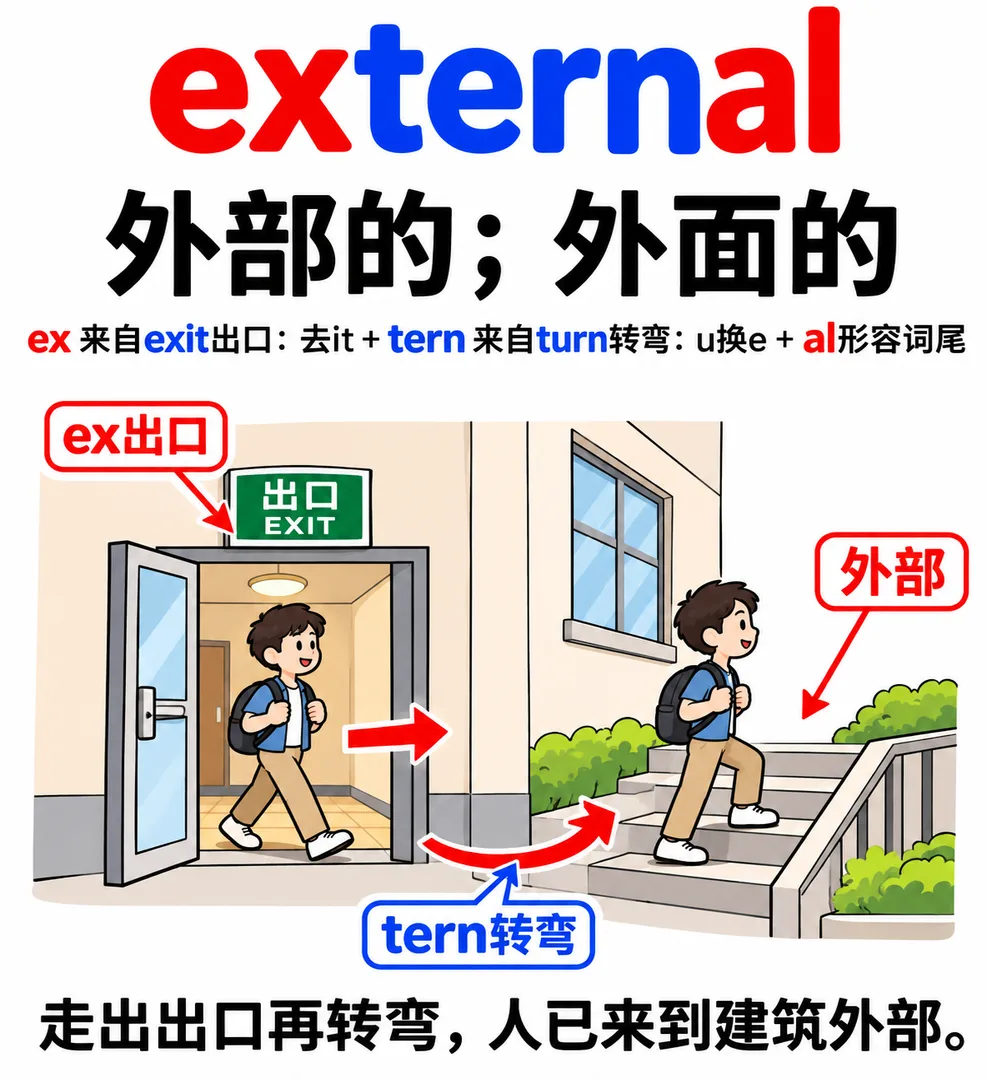 external
外部的；外面的
ex 来自exit出口：去it + tern 来自turn转弯：u换e + al形容词尾
ex出口
出口
EXIT
外部
tern转弯
走出出口再转弯，人已来到建筑外部。